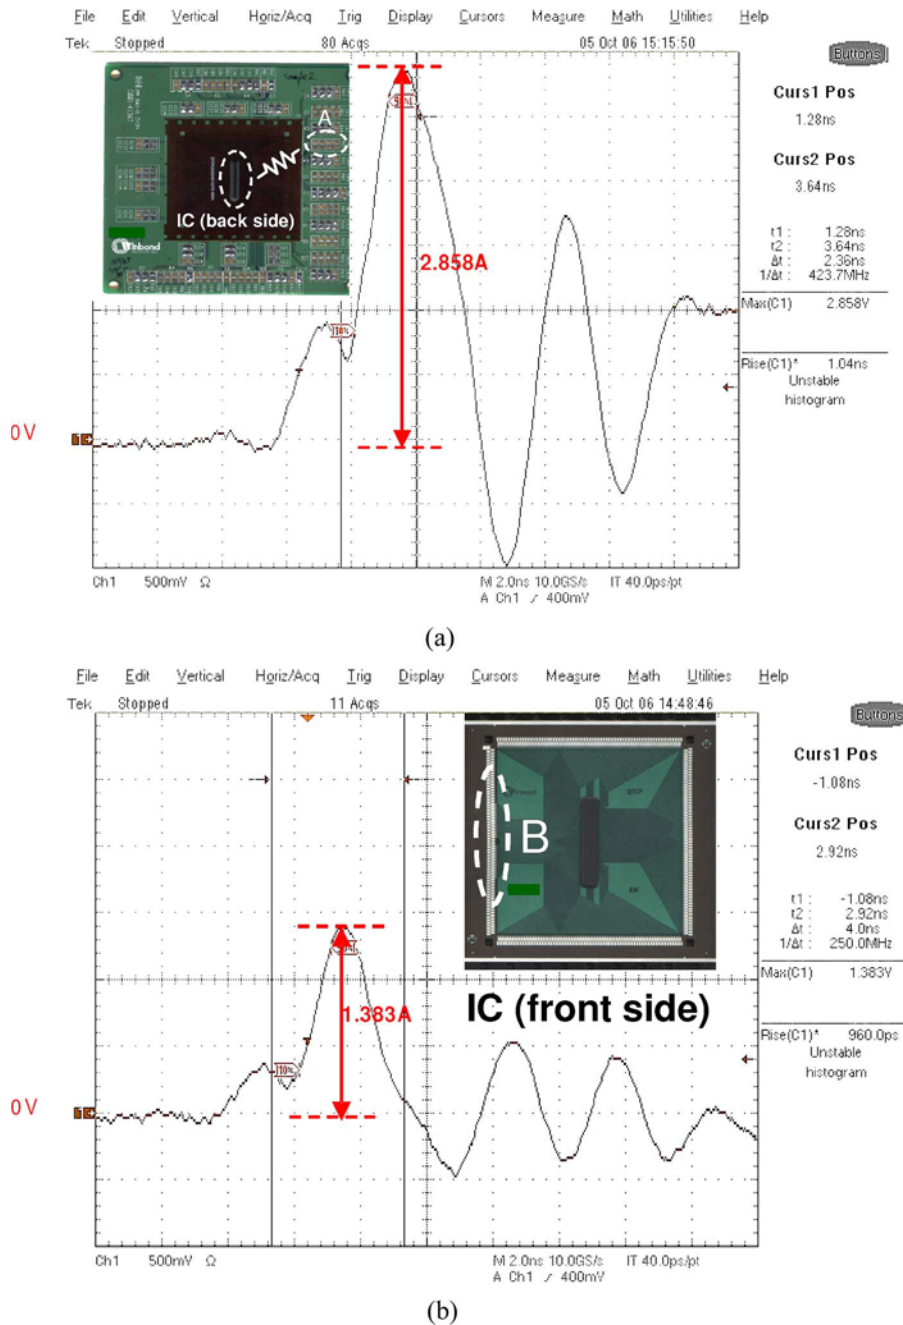 File Edit Vertical Horiz/Acq Trig Display Cursors Measure Math Utilities Help
Tek Stopped 80 Acqs 05 Oct 06 15:15:50
Buttons
Curs1 Pos
1.28ns
Curs2 Pos
3.64ns
t1 : 1.28ns
t2 : 3.64ns
Δt : 2.36ns
1/Δt : 423.7MHz
Max(C1) 2.858V
Rise(C1)* 1.04ns
Unstable
histogram
Sample2
A
IC (back side)
Winbond
2.858A
10%
0V
Ch1 500mV Ω M 2.0ns 10.0GS/s IT 40.0ps/pt
A Ch1 / 400mV
(a)
File Edit Vertical Horiz/Acq Trig Display Cursors Measure Math Utilities Help
Tek Stopped 11 Acqs 05 Oct 06 14:48:46
Buttons
Curs1 Pos
-1.08ns
Curs2 Pos
2.92ns
t1 : -1.08ns
t2 : 2.92ns
Δt : 4.0ns
1/Δt : 250.0MHz
Max(C1) 1.383V
Rise(C1)* 960.0ps
Unstable
histogram
Winbond
B
IC (front side)
1.383A
10%
0V
Ch1 500mV Ω M 2.0ns 10.0GS/s IT 40.0ps/pt
A Ch1 / 400mV
(b)